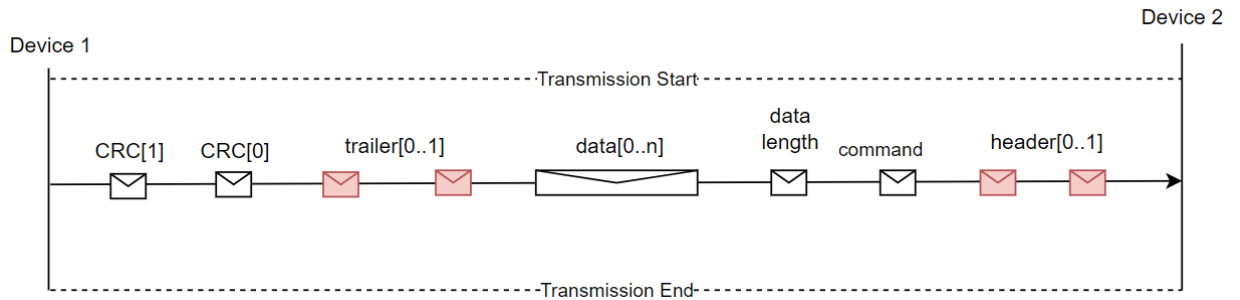 Device 1
Device 2
Transmission Start
CRC[1]
CRC[0]
trailer[0..1]
data[0..n]
data
length
command
header[0..1]
Transmission End